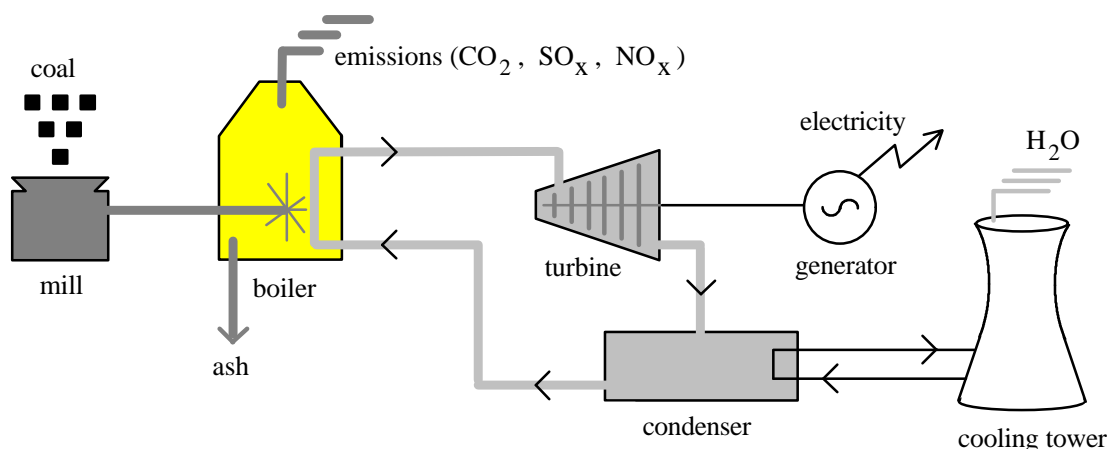 emissions (CO₂, SOₓ, NOₓ)
coal
electricity
H₂O
mill
boiler
turbine
generator
ash
condenser
cooling tower